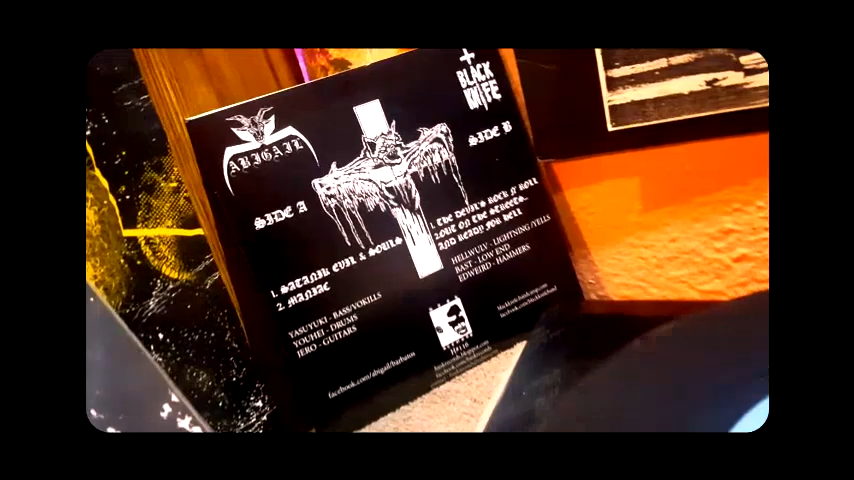 ABIGAIL
BLACK
KNIFE
SIDE A
SIDE B
1. SATANIK EVIL & SOULS
2. MANIAC
1. THE DEVIL'S ROCK N' ROLL
2.OUT ON THE STREETS..
AND READY FOR HELL
YASUYUKI - BASS/VOKILLS
YOUHEI - DRUMS
JERO - GUITARS
HELLWULV - LIGHTNING/YELLS
BAST - LOW END
EDWEIRD - HAMMERS
facebook.com/abigail/barbatos